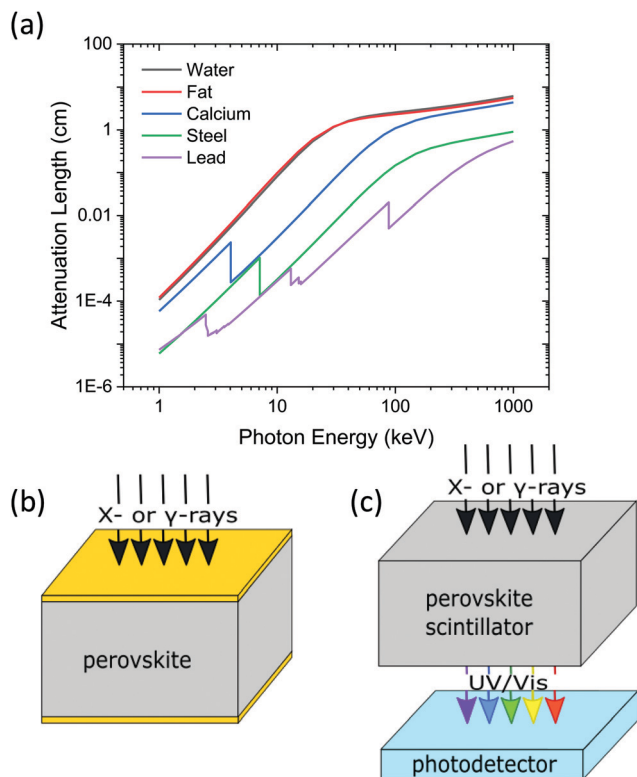 (a)
100
1
0.01
1E-4
1E-6
Attenuation Length (cm)
Water
Fat
Calcium
Steel
Lead
1
10
100
1000
Photon Energy (keV)
(b)
X- or γ-rays
perovskite
(c)
X- or γ-rays
perovskite
scintillator
UV/Vis
photodetector